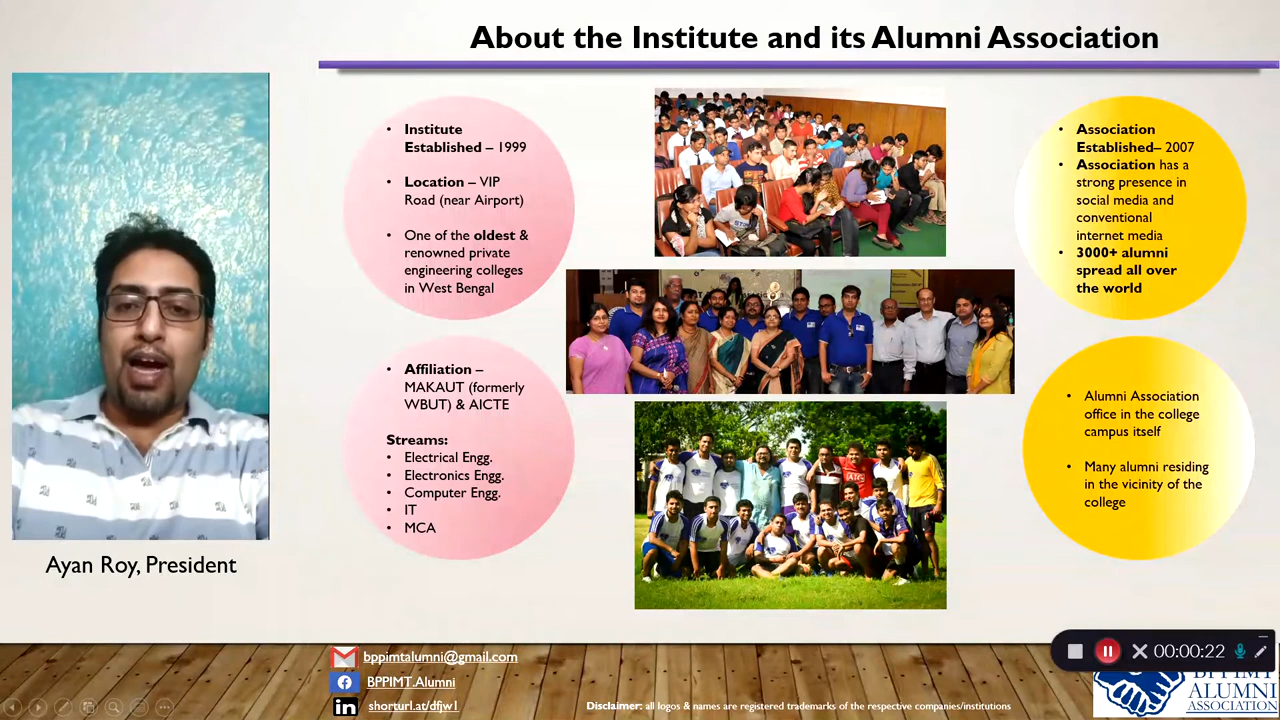 About the Institute and its Alumni Association
• Institute
Established – 1999
• Location – VIP
Road (near Airport)
• One of the oldest &
renowned private
engineering colleges
in West Bengal
• Affiliation –
MAKAUT (formerly
WBUT) & AICTE
Streams:
• Electrical Engg.
• Electronics Engg.
• Computer Engg.
• IT
• MCA
• Association
Established– 2007
• Association has a
strong presence in
social media and
conventional
internet media
• 3000+ alumni
spread all over
the world
• Alumni Association
office in the college
campus itself
• Many alumni residing
in the vicinity of the
college
Ayan Roy, President
bppimtalumni@gmail.com
BPPIMT.Alumni
shorturl.at/dfjw1
Disclaimer: all logos & names are registered trademarks of the respective companies/institutions
00:00:22
BPPIMT
ALUMNI
ASSOCIATION